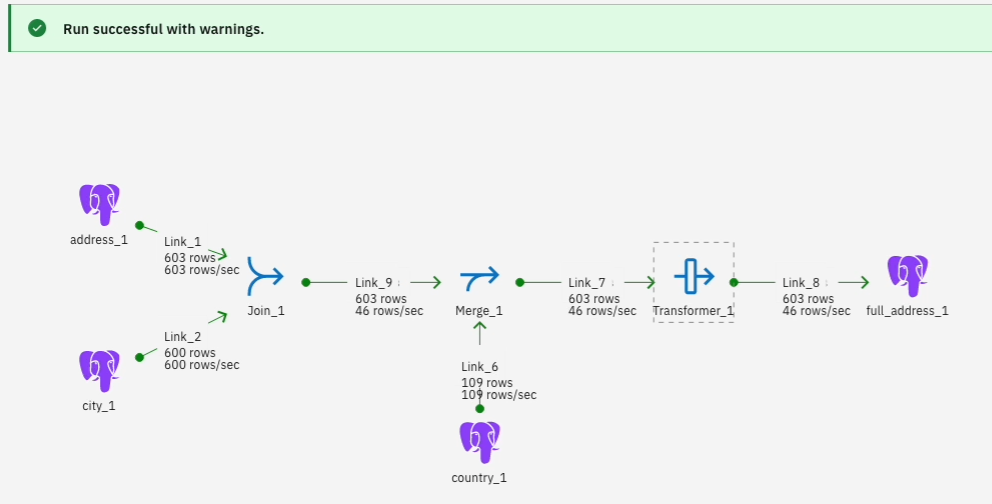 Run successful with warnings.
address_1
Link_1
603 rows
603 rows/sec
Join_1
Link_2
600 rows
600 rows/sec
city_1
Link_9
603 rows
46 rows/sec
Merge_1
Link_6
109 rows
109 rows/sec
country_1
Link_7
603 rows
46 rows/sec
Transformer_1
Link_8
603 rows
46 rows/sec
full_address_1